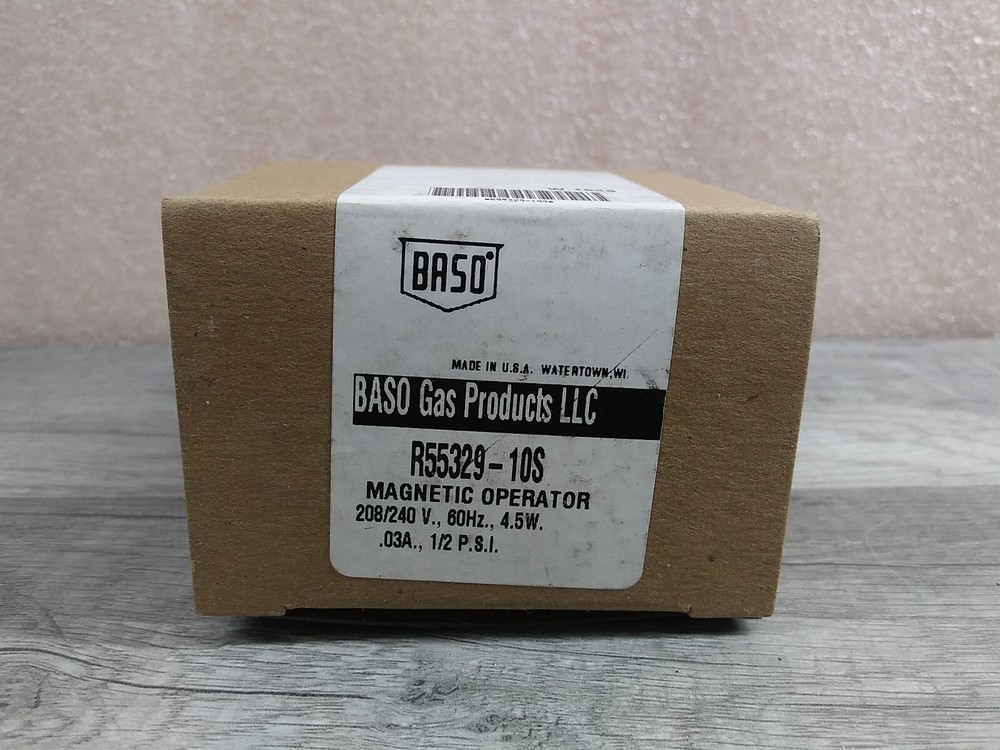 BASO
MADE IN U.S.A. WATERTOWN, WI.
BASO Gas Products LLC
R55329-10S
MAGNETIC OPERATOR
208/240 V., 60Hz., 4.5W.
.03A., 1/2 P.S.I.